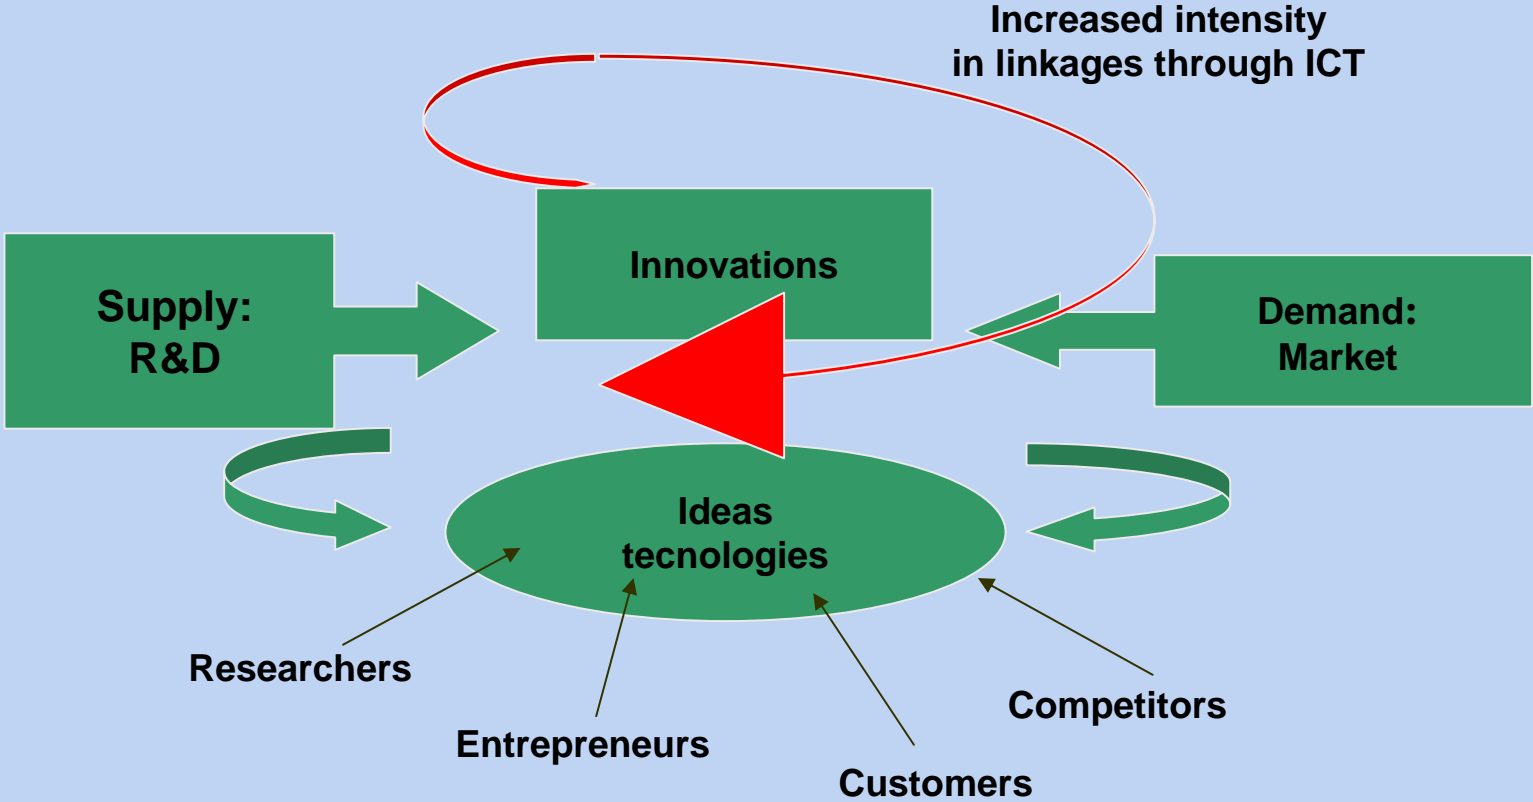 Increased intensity
in linkages through ICT
Innovations
Supply:
R&D
Demand:
Market
Ideas
tecnologies
Researchers
Entrepreneurs
Customers
Competitors